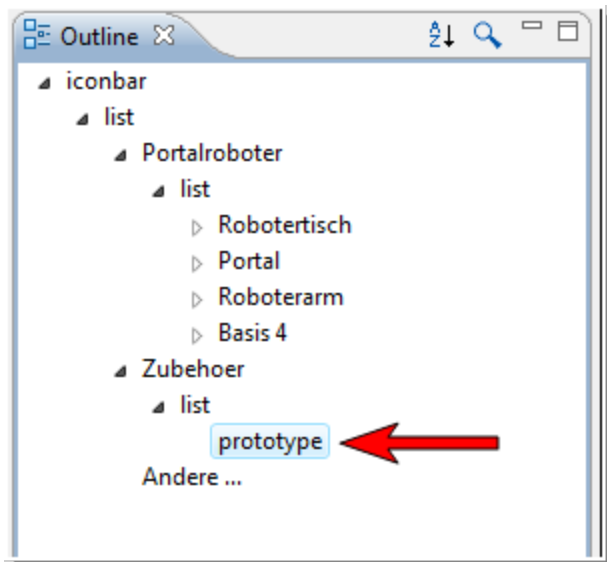 Outline
iconbar
list
Portalroboter
list
Robotertisch
Portal
Roboterarm
Basis 4
Zubehoer
list
prototype
Andere ...